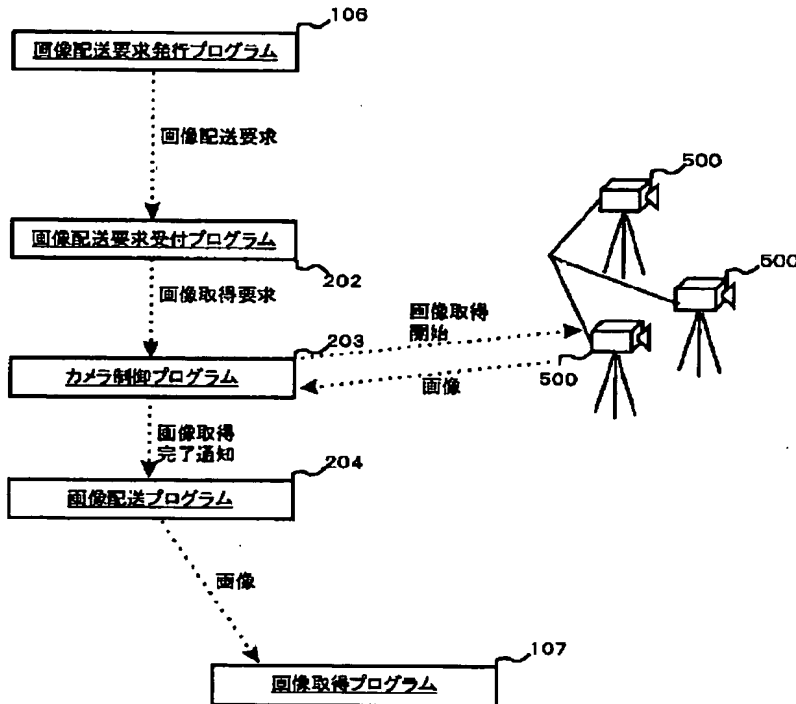 106
画像配送要求発行プログラム
画像配送要求
500
画像配送要求受付プログラム
202
500
画像取得要求
画像取得
開始
203
カメラ制御プログラム
500
画像
画像取得
完了通知
204
画像配送プログラム
画像
107
画像取得プログラム